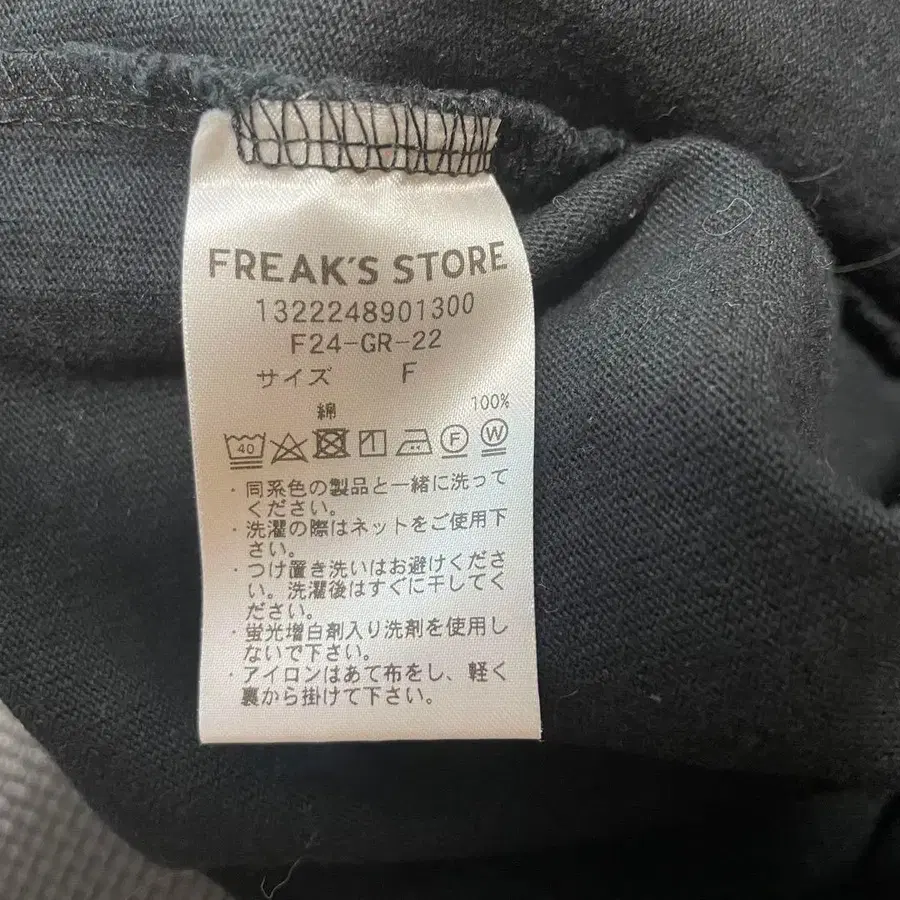 FREAK'S STORE
1322248901300
F24-GR-22
サイズ F
綿 100%
40 F W
・同系色の製品と一緒に洗って
ください。
・洗濯の際はネットをご使用下
さい。
・つけ置き洗いはお避けくださ
い。洗濯後はすぐに干してく
ださい。
・蛍光増白剤入り洗剤を使用し
ないで下さい。
・アイロンはあて布をし、軽く
裏から掛けて下さい。